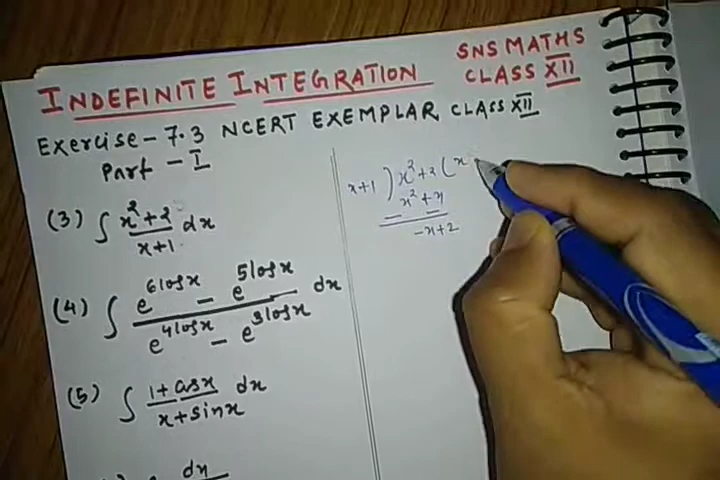 INDEFINITE INTEGRATION
SNS MATHS
CLASS XII
Exercise - 7.3 NCERT EXEMPLAR CLASS XII
Part - I
(3) ∫ (x²+2)/(x+1) dx
(4) ∫ (e^{6logx} - e^{5logx})/(e^{4logx} - e^{3logx}) dx
(5) ∫ (1+cosx)/(x+sinx) dx
dx
x+1 ) x²+2 ( x
x²+x
- -
-x+2